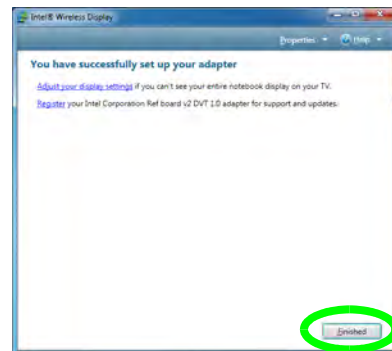 Intel® Wireless Display
Properties Help
You have successfully set up your adapter
Adjust your display settings if you can't see your entire notebook display on your TV.
Register your Intel Corporation Ref board v2 DVT 1.0 adapter for support and updates.
Finished